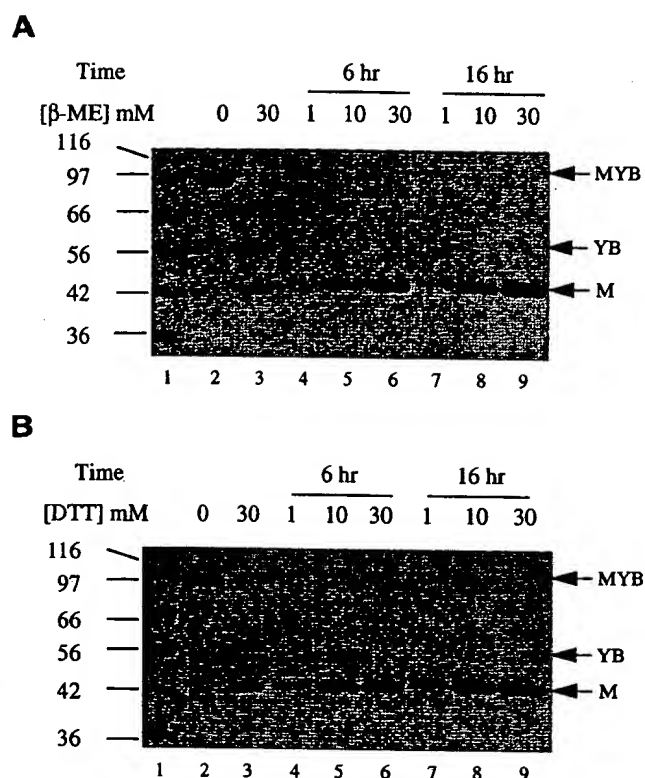 A
Time 6 hr 16 hr
[β-ME] mM 0 30 1 10 30 1 10 30
116
97 MYB
66
56 YB
42 M
36
1 2 3 4 5 6 7 8 9
B
Time 6 hr 16 hr
[DTT] mM 0 30 1 10 30 1 10 30
116
97 MYB
66
56 YB
42 M
36
1 2 3 4 5 6 7 8 9